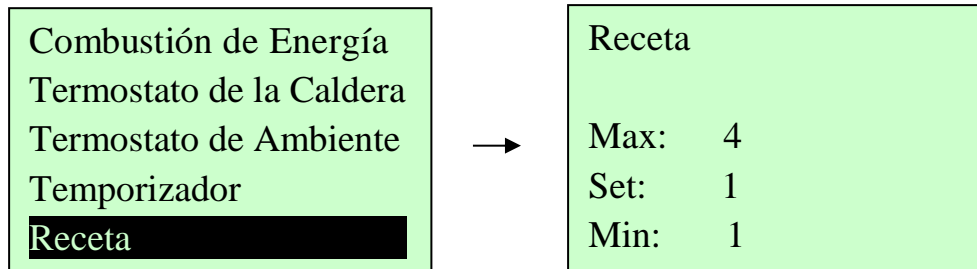 Combustión de Energía
Termostato de la Caldera
Termostato de Ambiente
Temporizador
Receta
Receta
Max: 4
Set: 1
Min: 1